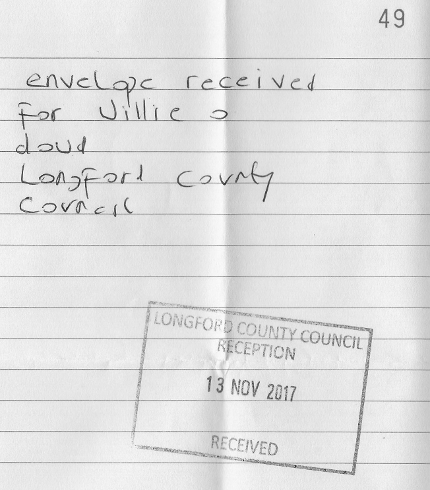 49
envelope received
For Willie o
doud
Longford County
Council
LONGFORD COUNTY COUNCIL
RECEPTION
13 NOV 2017
RECEIVED